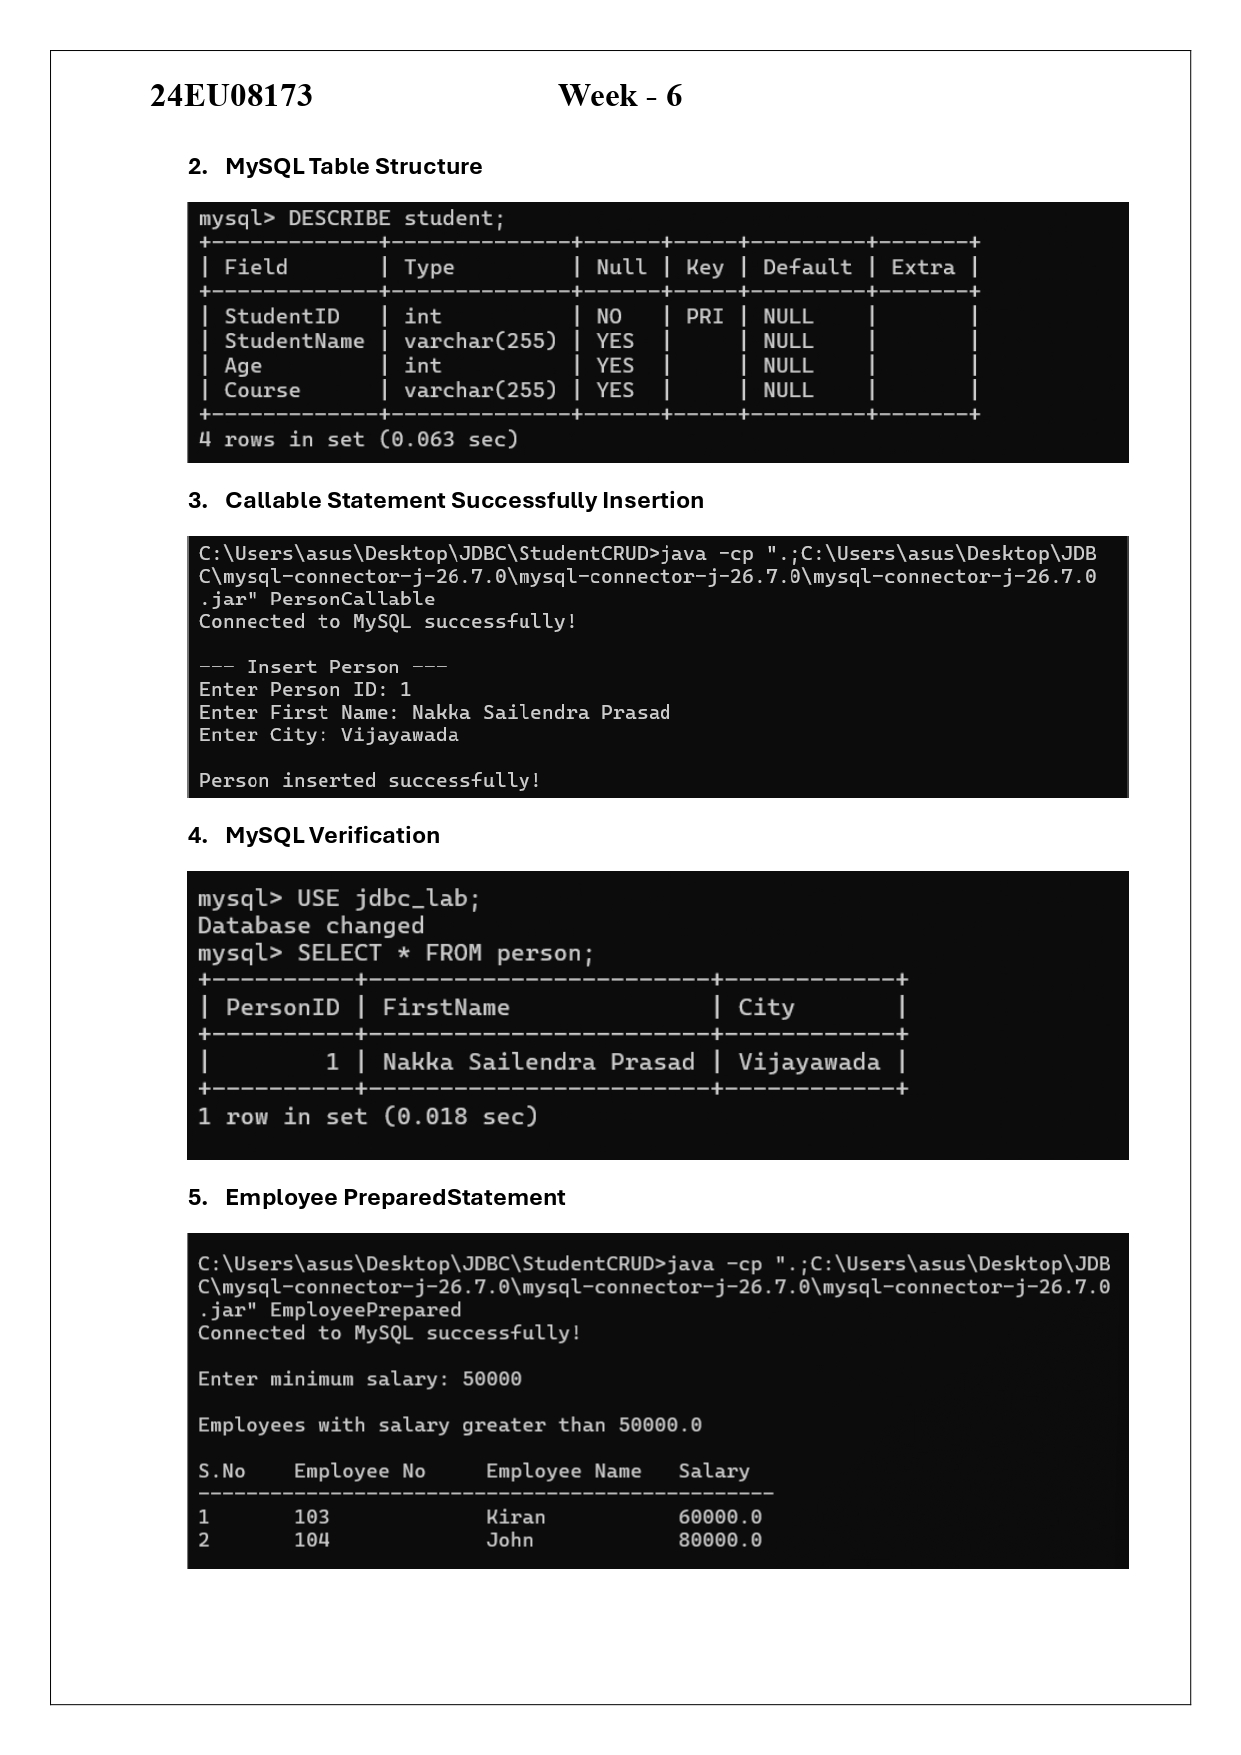 24EU08173 Week - 6
2. MySQL Table Structure
mysql> DESCRIBE student;
+-------------+--------------+------+-----+---------+-------+
| Field       | Type         | Null | Key | Default | Extra |
+-------------+--------------+------+-----+---------+-------+
| StudentID   | int          | NO   | PRI | NULL    |       |
| StudentName | varchar(255) | YES  |     | NULL    |       |
| Age         | int          | YES  |     | NULL    |       |
| Course      | varchar(255) | YES  |     | NULL    |       |
+-------------+--------------+------+-----+---------+-------+
4 rows in set (0.063 sec)
3. Callable Statement Successfully Insertion
C:\Users\asus\Desktop\JDBC\StudentCRUD>java -cp ".;C:\Users\asus\Desktop\JDB
C\mysql-connector-j-26.7.0\mysql-connector-j-26.7.0\mysql-connector-j-26.7.0
.jar" PersonCallable
Connected to MySQL successfully!
--- Insert Person ---
Enter Person ID: 1
Enter First Name: Nakka Sailendra Prasad
Enter City: Vijayawada
Person inserted successfully!
4. MySQL Verification
mysql> USE jdbc_lab;
Database changed
mysql> SELECT * FROM person;
+----------+------------------------+------------+
| PersonID | FirstName              | City       |
+----------+------------------------+------------+
|        1 | Nakka Sailendra Prasad | Vijayawada |
+----------+------------------------+------------+
1 row in set (0.018 sec)
5. Employee PreparedStatement
C:\Users\asus\Desktop\JDBC\StudentCRUD>java -cp ".;C:\Users\asus\Desktop\JDB
C\mysql-connector-j-26.7.0\mysql-connector-j-26.7.0\mysql-connector-j-26.7.0
.jar" EmployeePrepared
Connected to MySQL successfully!
Enter minimum salary: 50000
Employees with salary greater than 50000.0
S.No    Employee No     Employee Name   Salary
------------------------------------------------
1       103             Kiran           60000.0
2       104             John            80000.0